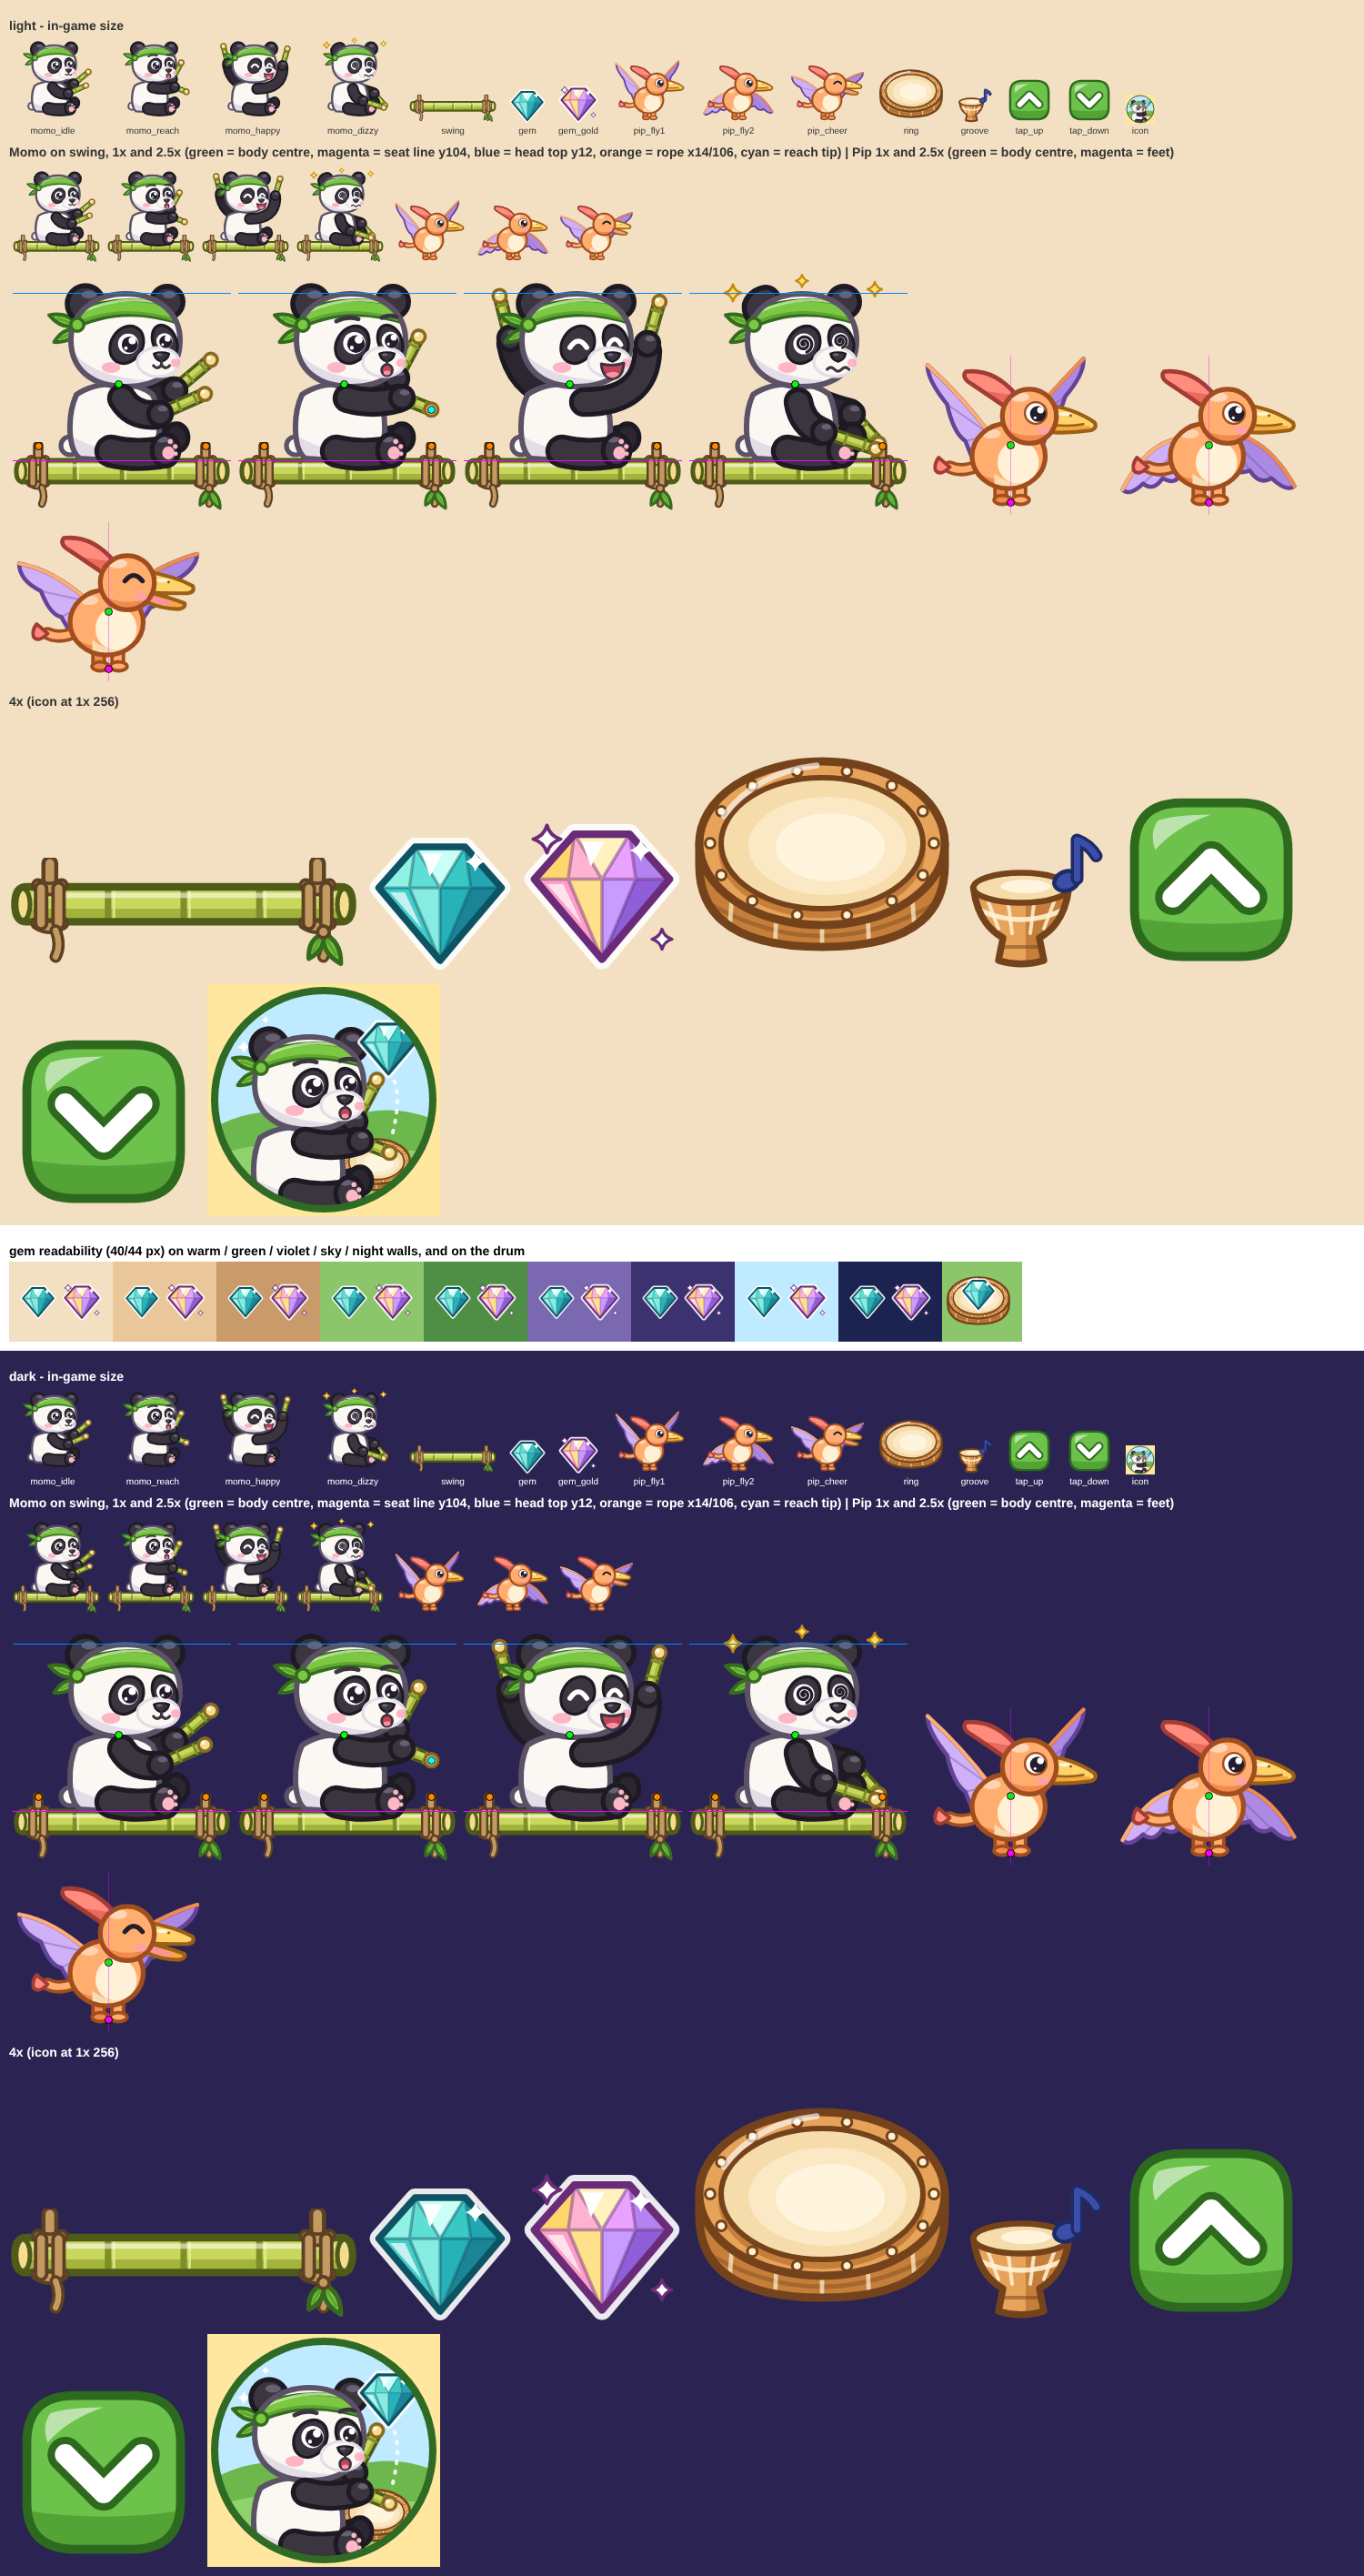 light - in-game size
momo_idle momo_reach momo_happy momo_dizzy swing gem gem_gold pip_fly1 pip_fly2 pip_cheer ring groove tap_up tap_down icon
Momo on swing, 1x and 2.5x (green = body centre, magenta = seat line y104, blue = head top y12, orange = rope x14/106, cyan = reach tip) | Pip 1x and 2.5x (green = body centre, magenta = feet)
4x (icon at 1x 256)
gem readability (40/44 px) on warm / green / violet / sky / night walls, and on the drum
dark - in-game size
momo_idle momo_reach momo_happy momo_dizzy swing gem gem_gold pip_fly1 pip_fly2 pip_cheer ring groove tap_up tap_down icon
Momo on swing, 1x and 2.5x (green = body centre, magenta = seat line y104, blue = head top y12, orange = rope x14/106, cyan = reach tip) | Pip 1x and 2.5x (green = body centre, magenta = feet)
4x (icon at 1x 256)